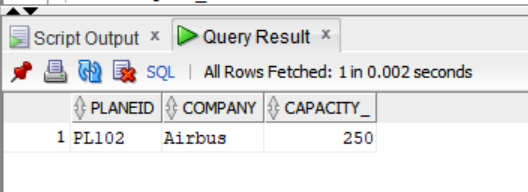 Script Output × Query Result ×
SQL | All Rows Fetched: 1 in 0.002 seconds
PLANEID COMPANY CAPACITY_
1 PL102 Airbus 250